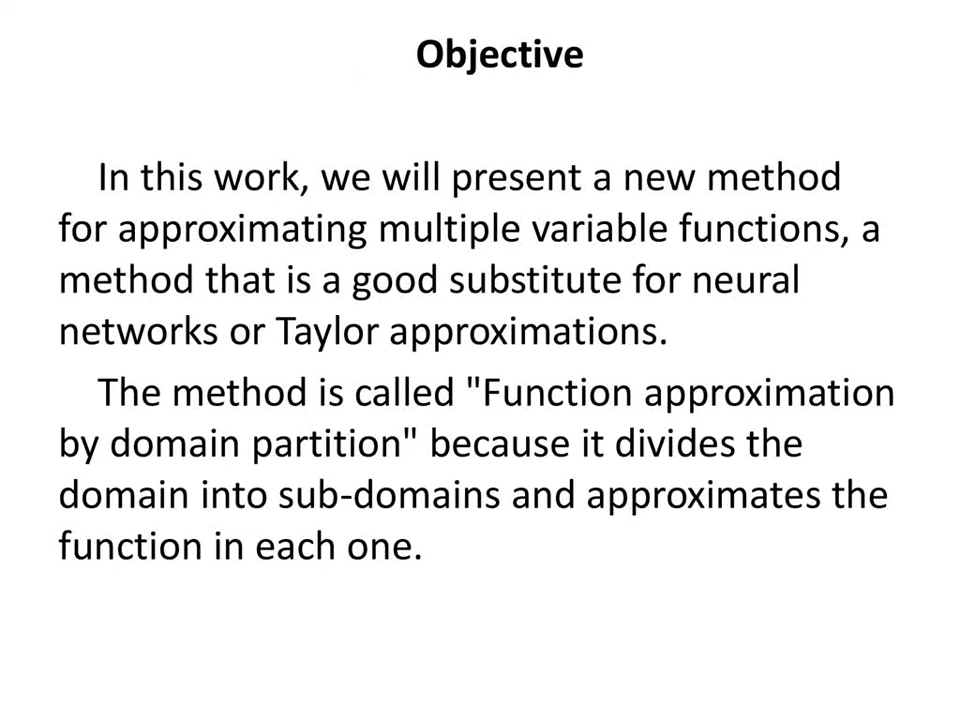 Objective
In this work, we will present a new method
for approximating multiple variable functions, a
method that is a good substitute for neural
networks or Taylor approximations.
The method is called "Function approximation
by domain partition" because it divides the
domain into sub-domains and approximates the
function in each one.